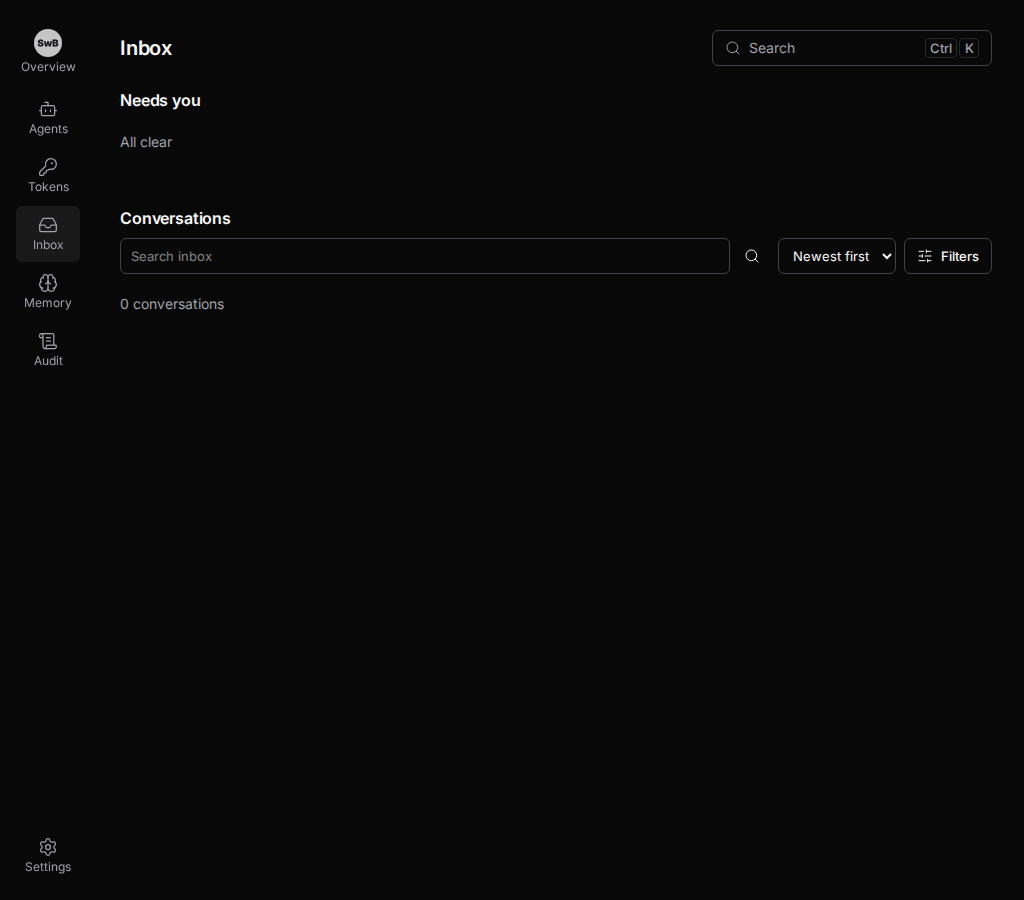 SwB
Overview
Agents
Tokens
Inbox
Memory
Audit
Settings
Inbox
Search Ctrl K
Needs you
All clear
Conversations
Search inbox Newest first Filters
0 conversations